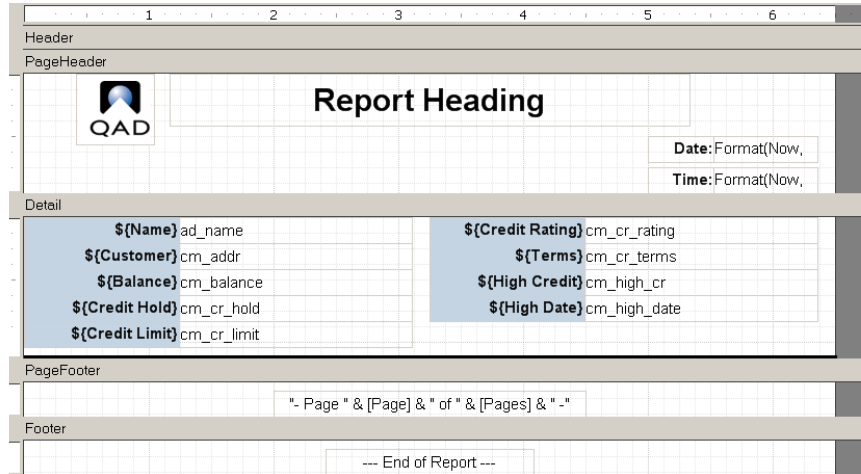 1 2 3 4 5 6
Header
PageHeader
QAD
Report Heading
Date: Format(Now,
Time: Format(Now,
Detail
${Name} ad_name ${Credit Rating} cm_cr_rating
${Customer} cm_addr ${Terms} cm_cr_terms
${Balance} cm_balance ${High Credit} cm_high_cr
${Credit Hold} cm_cr_hold ${High Date} cm_high_date
${Credit Limit} cm_cr_limit
PageFooter
"- Page " & [Page] & " of " & [Pages] & " -"
Footer
--- End of Report ---